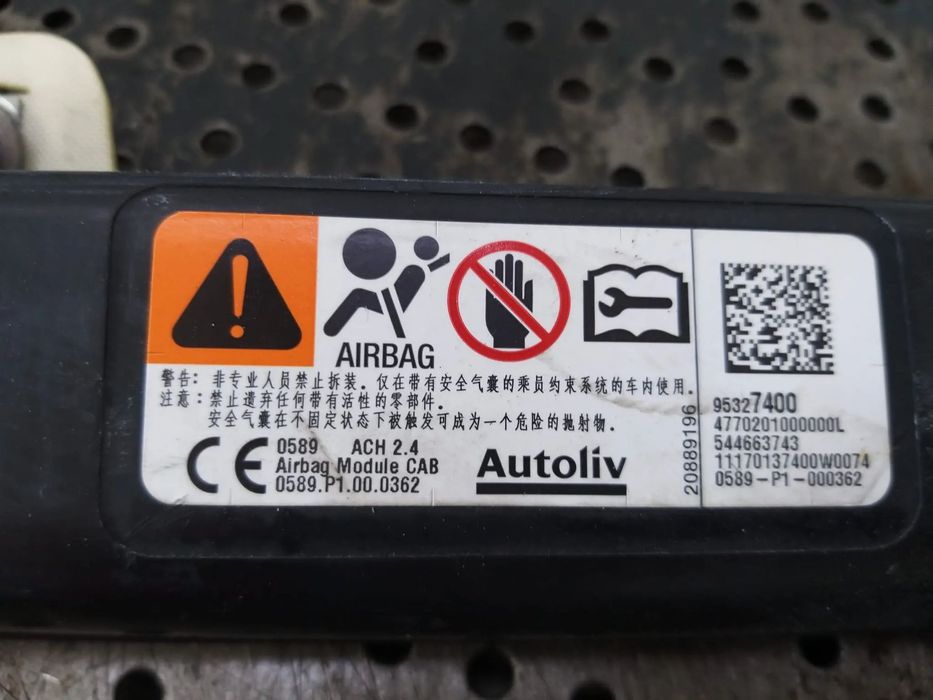 AIRBAG
警告：非专业人员禁止拆装。仅在带有安全气囊的乘员约束系统的车内使用。
注意：禁止遗弃任何带有活性的零部件。
安全气囊在不固定状态下被触发可成为一个危险的抛射物。
CE 0589 ACH 2.4
Airbag Module CAB
0589.P1.00.0362
Autoliv
20889196
95327400
4770201000000L
544663743
11170137400W0074
0589-P1-000362